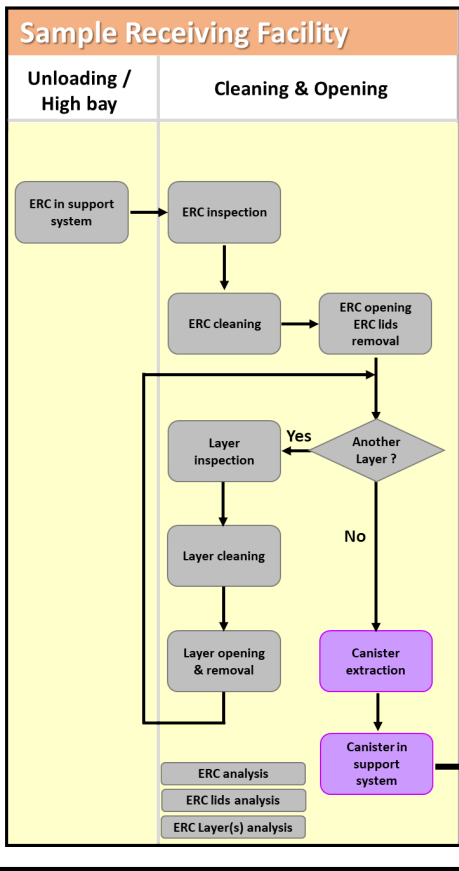 Sample Receiving Facility
Unloading /
High bay
Cleaning & Opening
ERC in support
system
ERC inspection
ERC cleaning
ERC opening
ERC lids
removal
Another
Layer ?
Yes
Layer
inspection
No
Layer cleaning
Layer opening
& removal
Canister
extraction
Canister in
support
system
ERC analysis
ERC lids analysis
ERC Layer(s) analysis